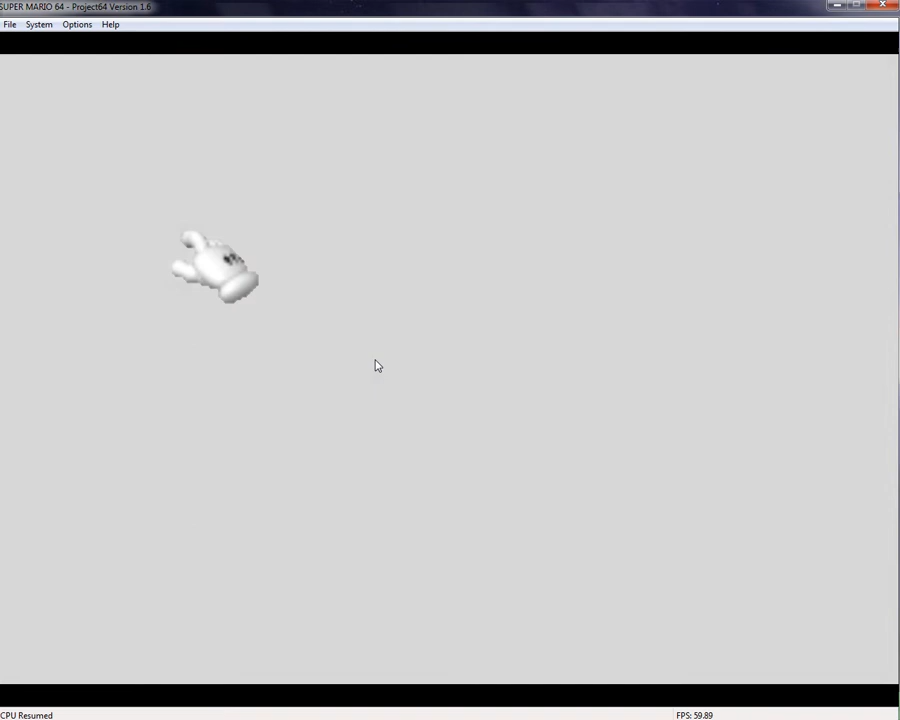 SUPER MARIO 64 - Project64 Version 1.6
File System Options Help
CPU Resumed FPS: 59.89